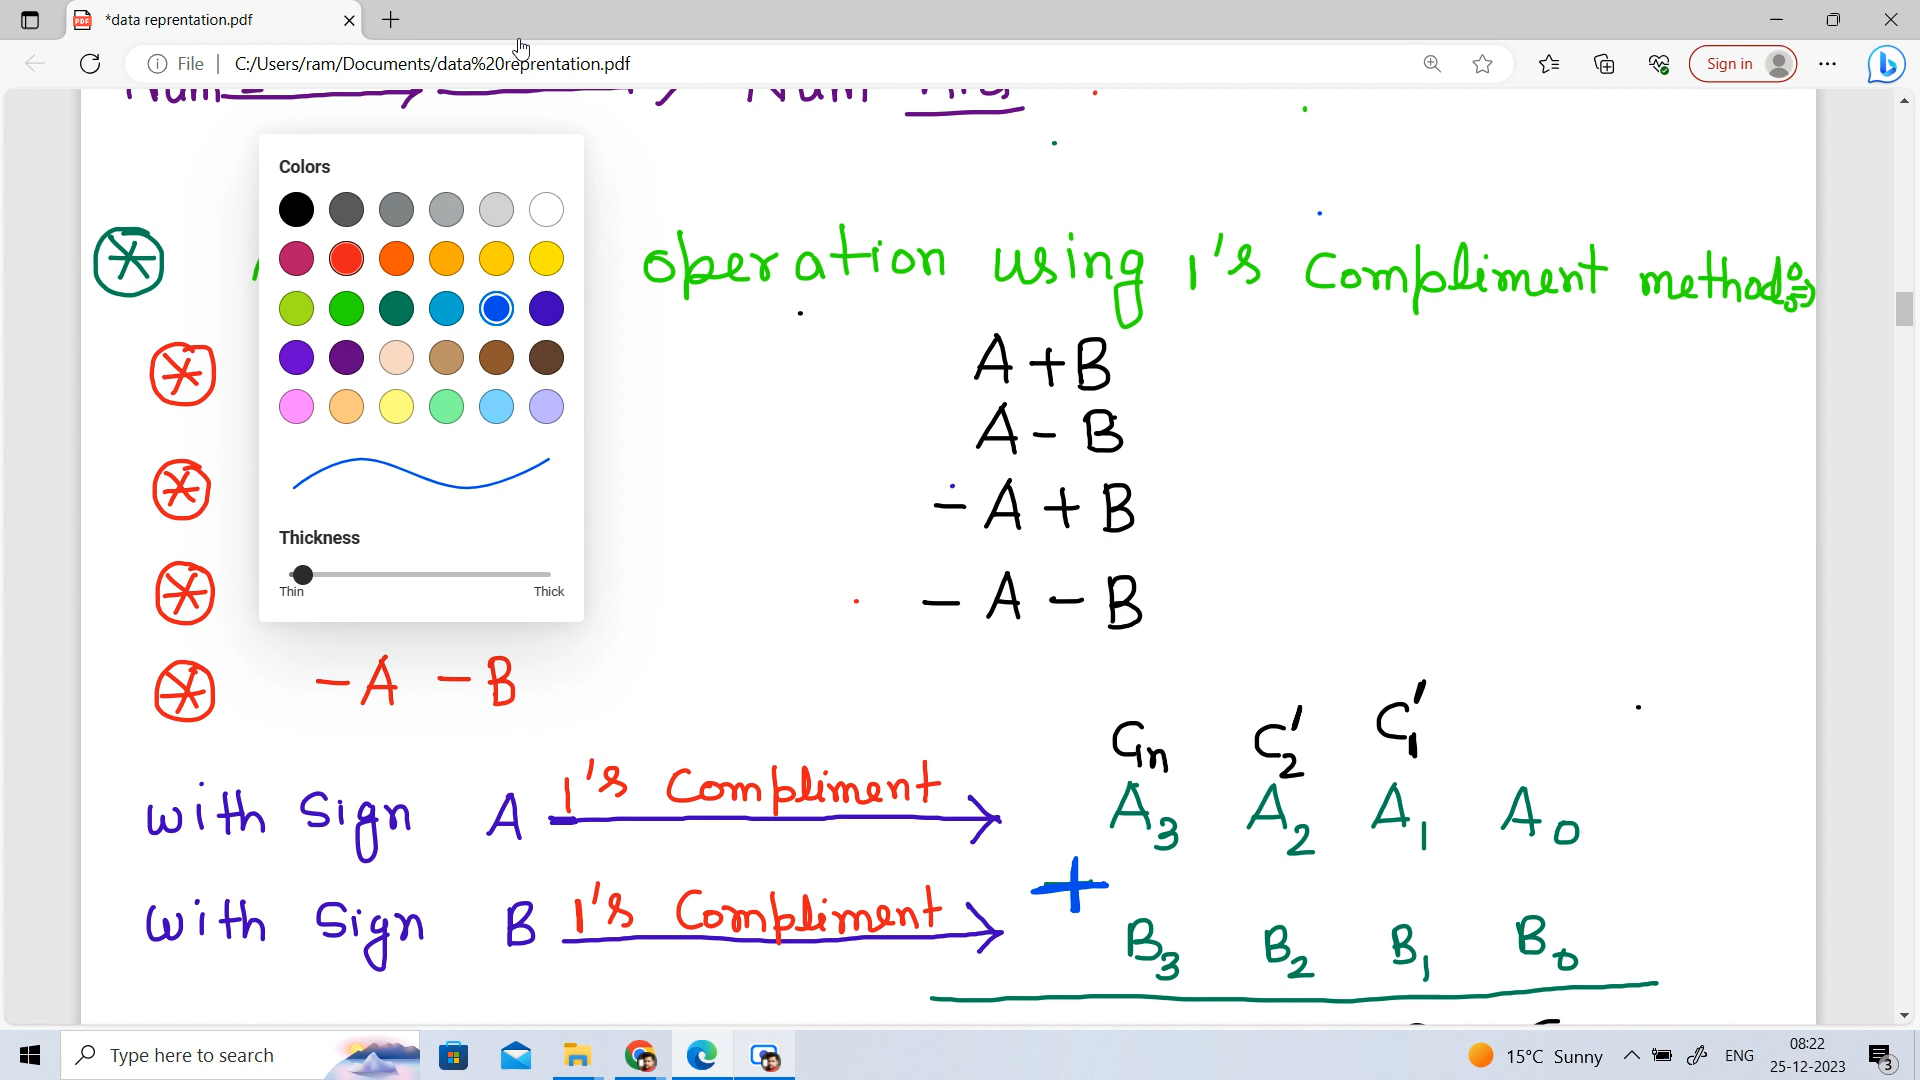 *data reprentation.pdf
File | C:/Users/ram/Documents/data%20reprentation.pdf
Sign in
Colors
operation using 1's Compliment method
A + B
A - B
- A + B
- A - B
Thickness
Thin Thick
- A - B
C2' C1'
with Sign A 1's Compliment A3 A2 A1 A0
+
with Sign B 1's Compliment B3 B2 B1 B0
Type here to search
15°C Sunny
ENG
08:22
25-12-2023
3